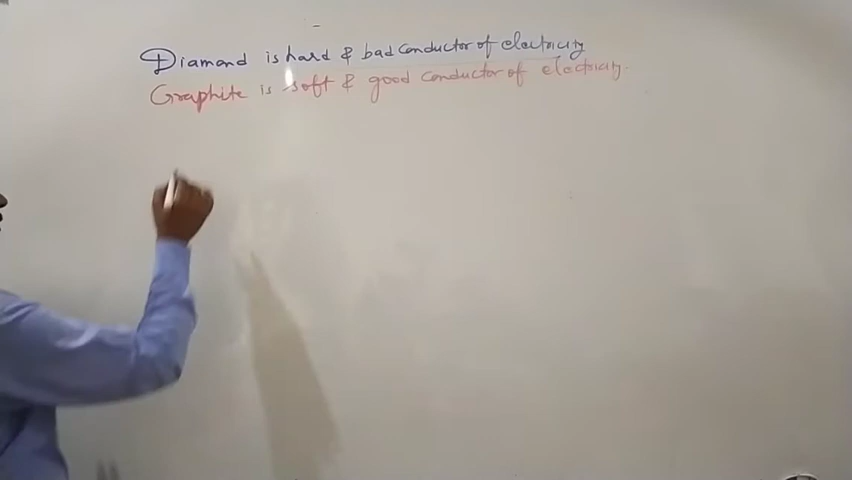 Diamond is hard & bad conductor of electricity
Graphite is soft & good conductor of electricity.